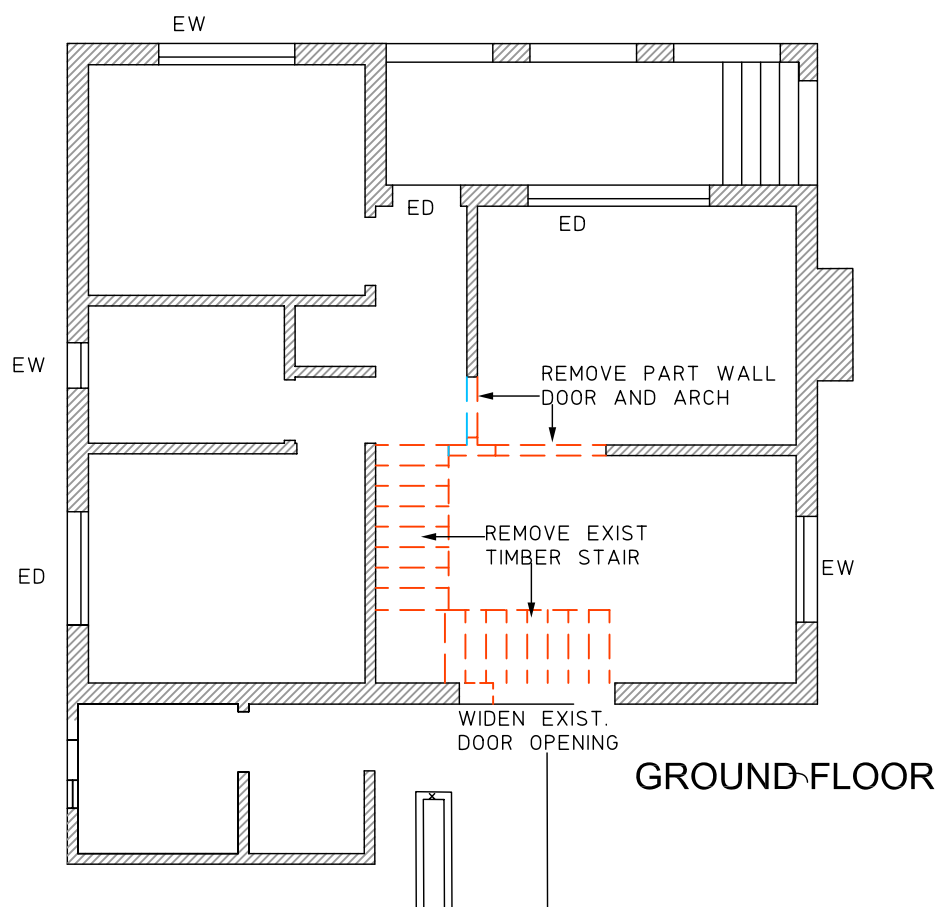 EW
ED
ED
EW
REMOVE PART WALL
DOOR AND ARCH
REMOVE EXIST
TIMBER STAIR
ED
EW
WIDEN EXIST.
DOOR OPENING
GROUND FLOOR